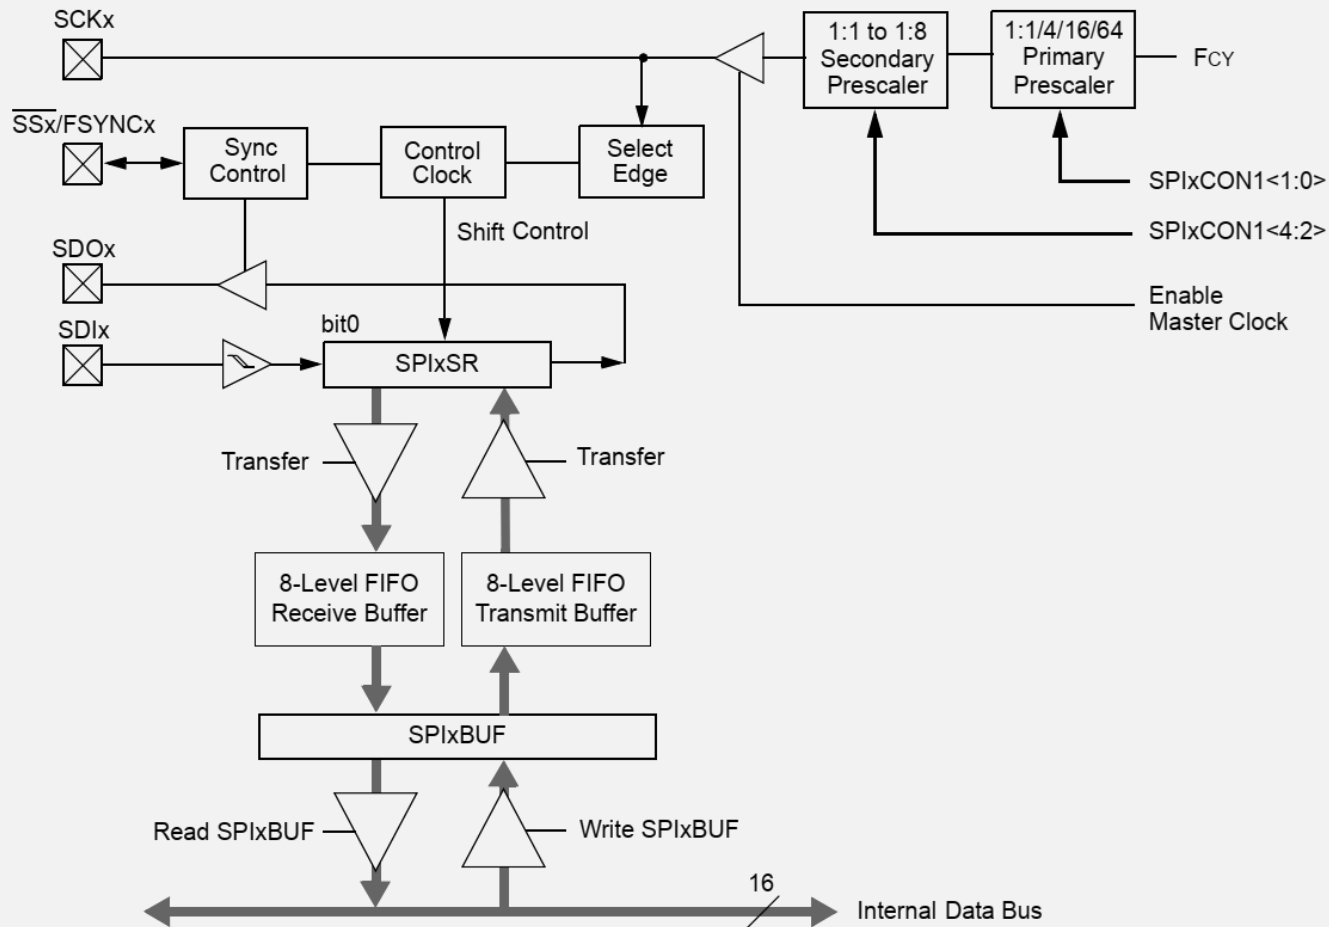 SCKx
1:1 to 1:8
Secondary
Prescaler
1:1/4/16/64
Primary
Prescaler
FCY
SSx/FSYNCx
Sync
Control
Control
Clock
Select
Edge
SPIxCON1<1:0>
Shift Control
SPIxCON1<4:2>
SDOx
Enable
Master Clock
SDIx
bit0
SPIxSR
Transfer
Transfer
8-Level FIFO
Receive Buffer
8-Level FIFO
Transmit Buffer
SPIxBUF
Read SPIxBUF
Write SPIxBUF
16
Internal Data Bus